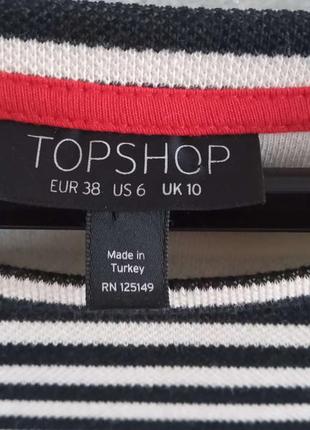 TOPSHOP
EUR 38 US 6 UK 10
Made in
Turkey
RN 125149